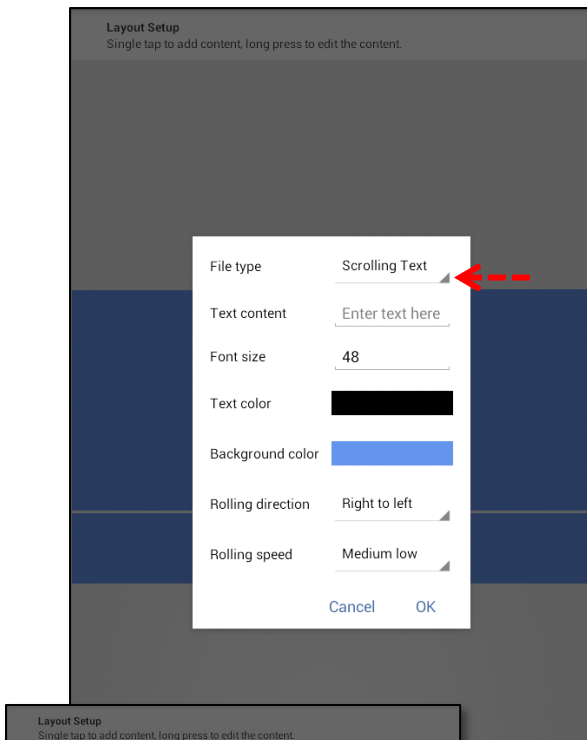 Layout Setup
Single tap to add content, long press to edit the content.
File type Scrolling Text
Text content Enter text here
Font size 48
Text color
Background color
Rolling direction Right to left
Rolling speed Medium low
Cancel OK
Layout Setup
Single tap to add content, long press to edit the content.